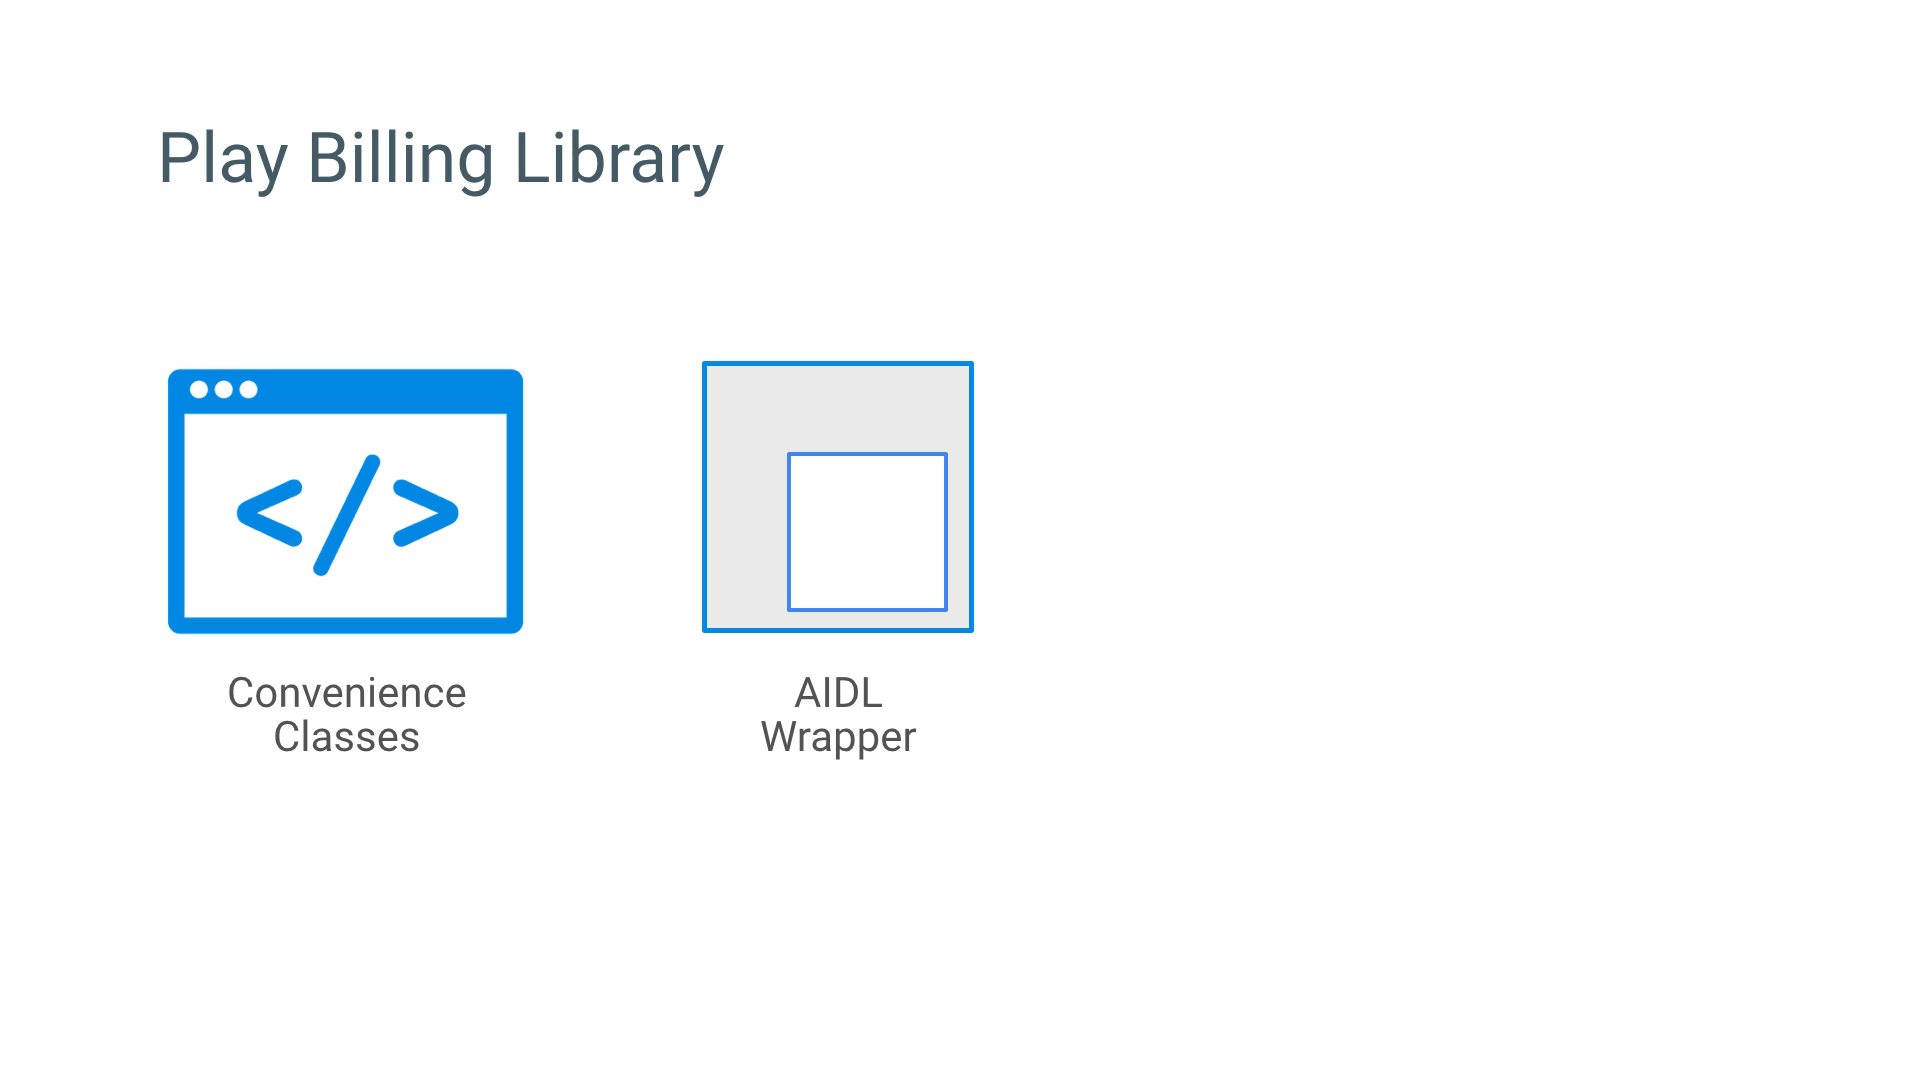 Play Billing Library
</>
Convenience
Classes
AIDL
Wrapper